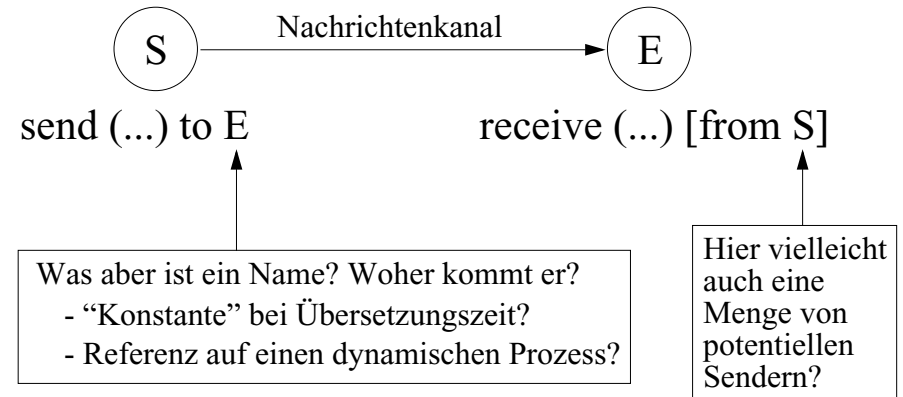 Nachrichtenkanal
S E
send (...) to E receive (...) [from S]
Was aber ist ein Name? Woher kommt er?
- “Konstante” bei Übersetzungszeit?
- Referenz auf einen dynamischen Prozess?
Hier vielleicht
auch eine
Menge von
potentiellen
Sendern?